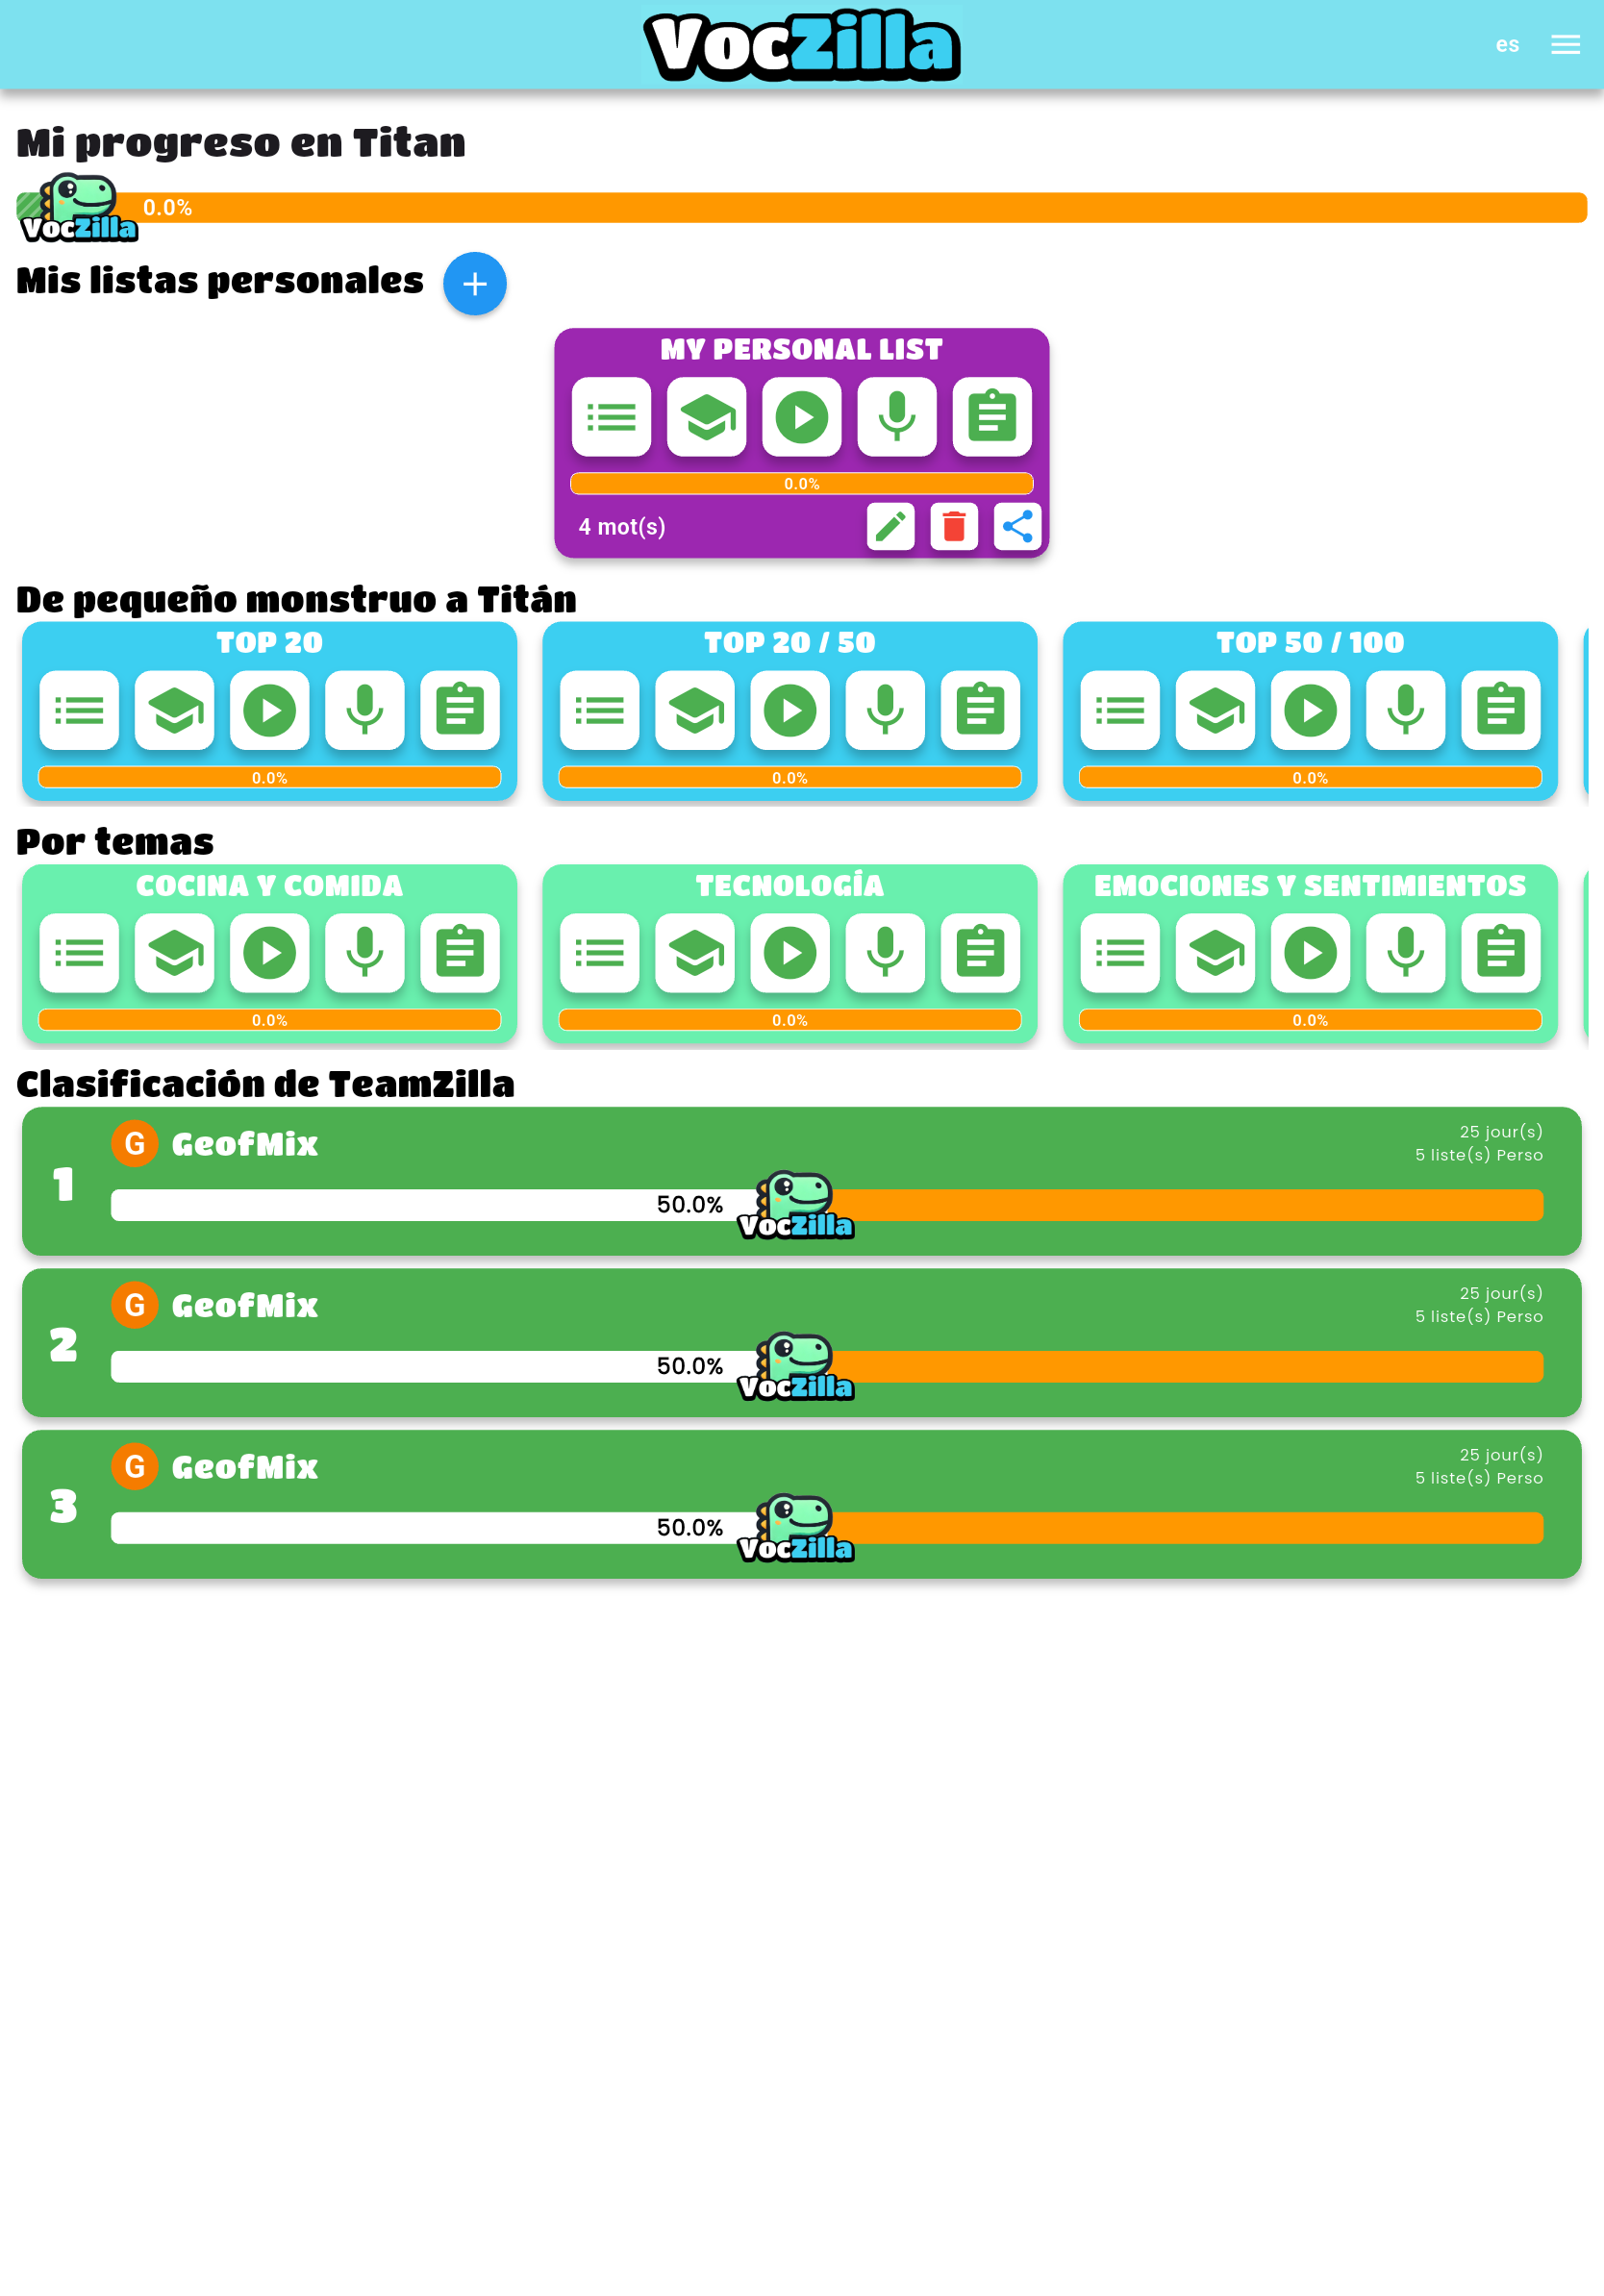 VocZilla
es
Mi progreso en Titan
0.0%
VocZilla
Mis listas personales
MY PERSONAL LIST
0.0%
4 mot(s)
De pequeño monstruo a Titán
TOP 20
TOP 20 / 50
TOP 50 / 100
0.0%
0.0%
0.0%
Por temas
COCINA Y COMIDA
TECNOLOGÍA
EMOCIONES Y SENTIMIENTOS
0.0%
0.0%
0.0%
Clasificación de TeamZilla
1
G
GeofMix
25 jour(s)
5 liste(s) Perso
50.0%
VocZilla
2
G
GeofMix
25 jour(s)
5 liste(s) Perso
50.0%
VocZilla
3
G
GeofMix
25 jour(s)
5 liste(s) Perso
50.0%
VocZilla